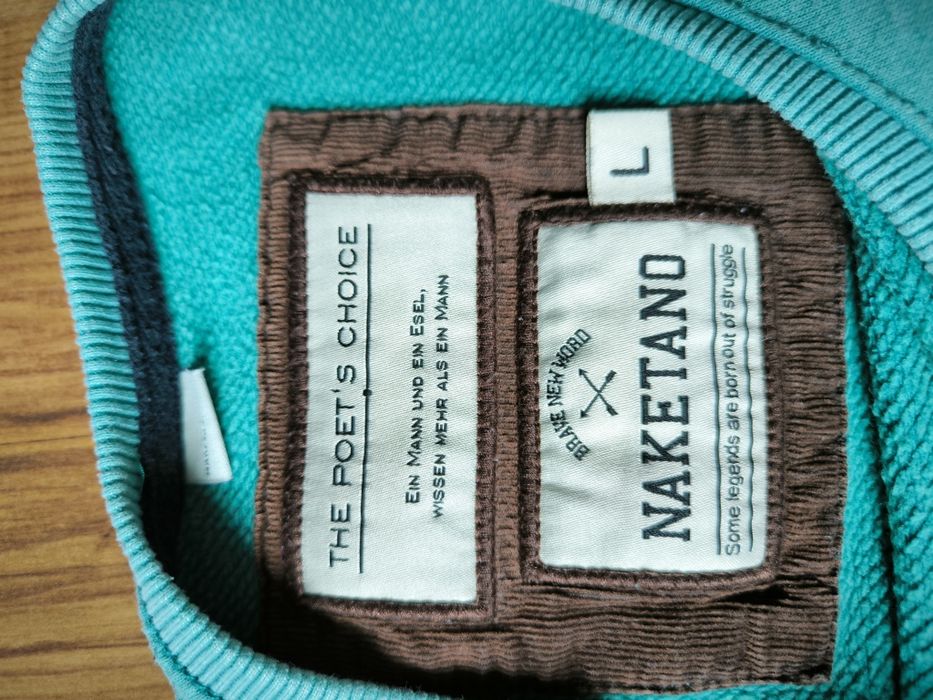 THE POET'S CHOICE
EIN MANN UND EIN ESEL,
WISSEN MEHR ALS EIN MANN
L
BRAVE NEW WORD
NAKETANO
Some legends are born out of struggle